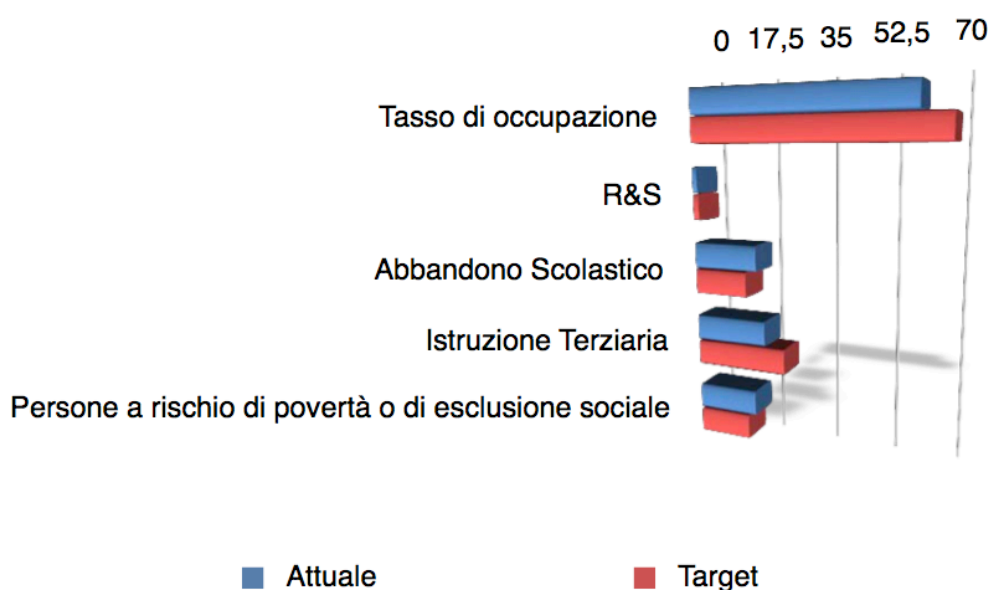 0 17,5 35 52,5 70
Tasso di occupazione
R&S
Abbandono Scolastico
Istruzione Terziaria
Persone a rischio di povertà o di esclusione sociale
Attuale Target